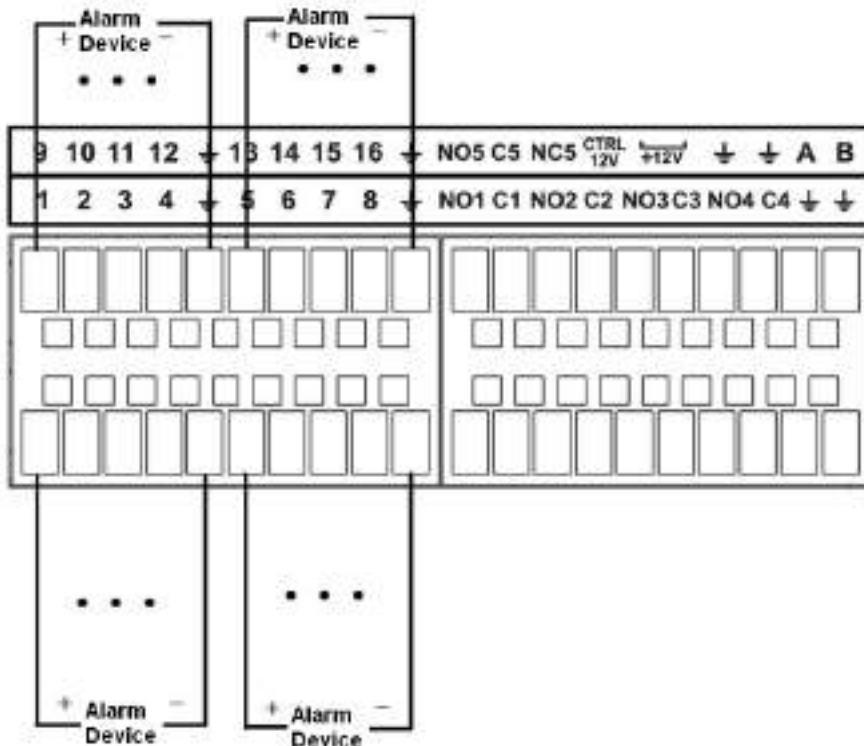 Alarm Device
+ −
Alarm Device
+ −
9 10 11 12 ⏚ 13 14 15 16 ⏚ NO5 C5 NC5 CTRL 12V +12V ⏚ ⏚ A B
1 2 3 4 ⏚ 5 6 7 8 ⏚ NO1 C1 NO2 C2 NO3 C3 NO4 C4 ⏚ ⏚
+ −
Alarm Device
+ −
Alarm Device